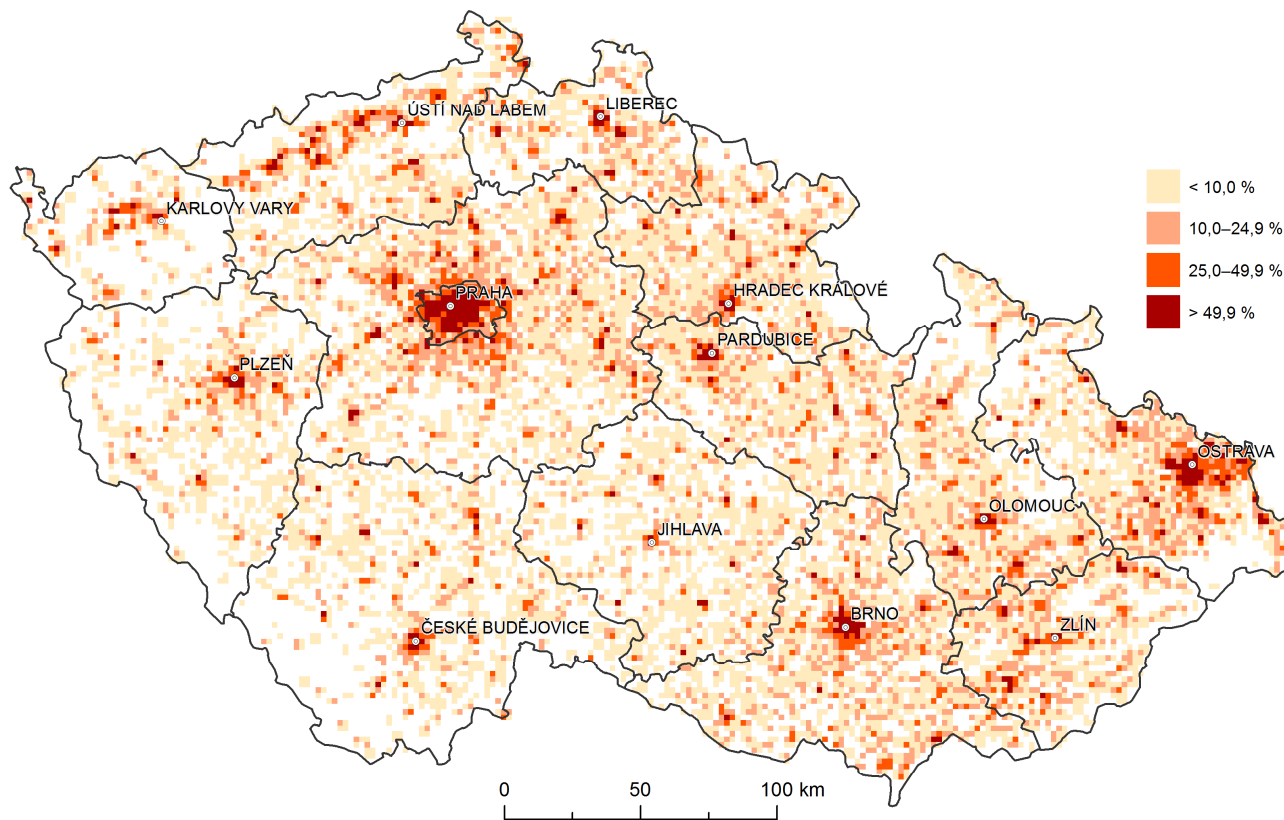 ÚSTÍ NAD LABEM
LIBEREC
KARLOVY VARY
PRAHA
HRADEC KRÁLOVÉ
PARDUBICE
PLZEŇ
OSTRAVA
OLOMOUC
JIHLAVA
BRNO
ČESKÉ BUDĚJOVICE
ZLÍN
< 10,0 %
10,0–24,9 %
25,0–49,9 %
> 49,9 %
0 50 100 km